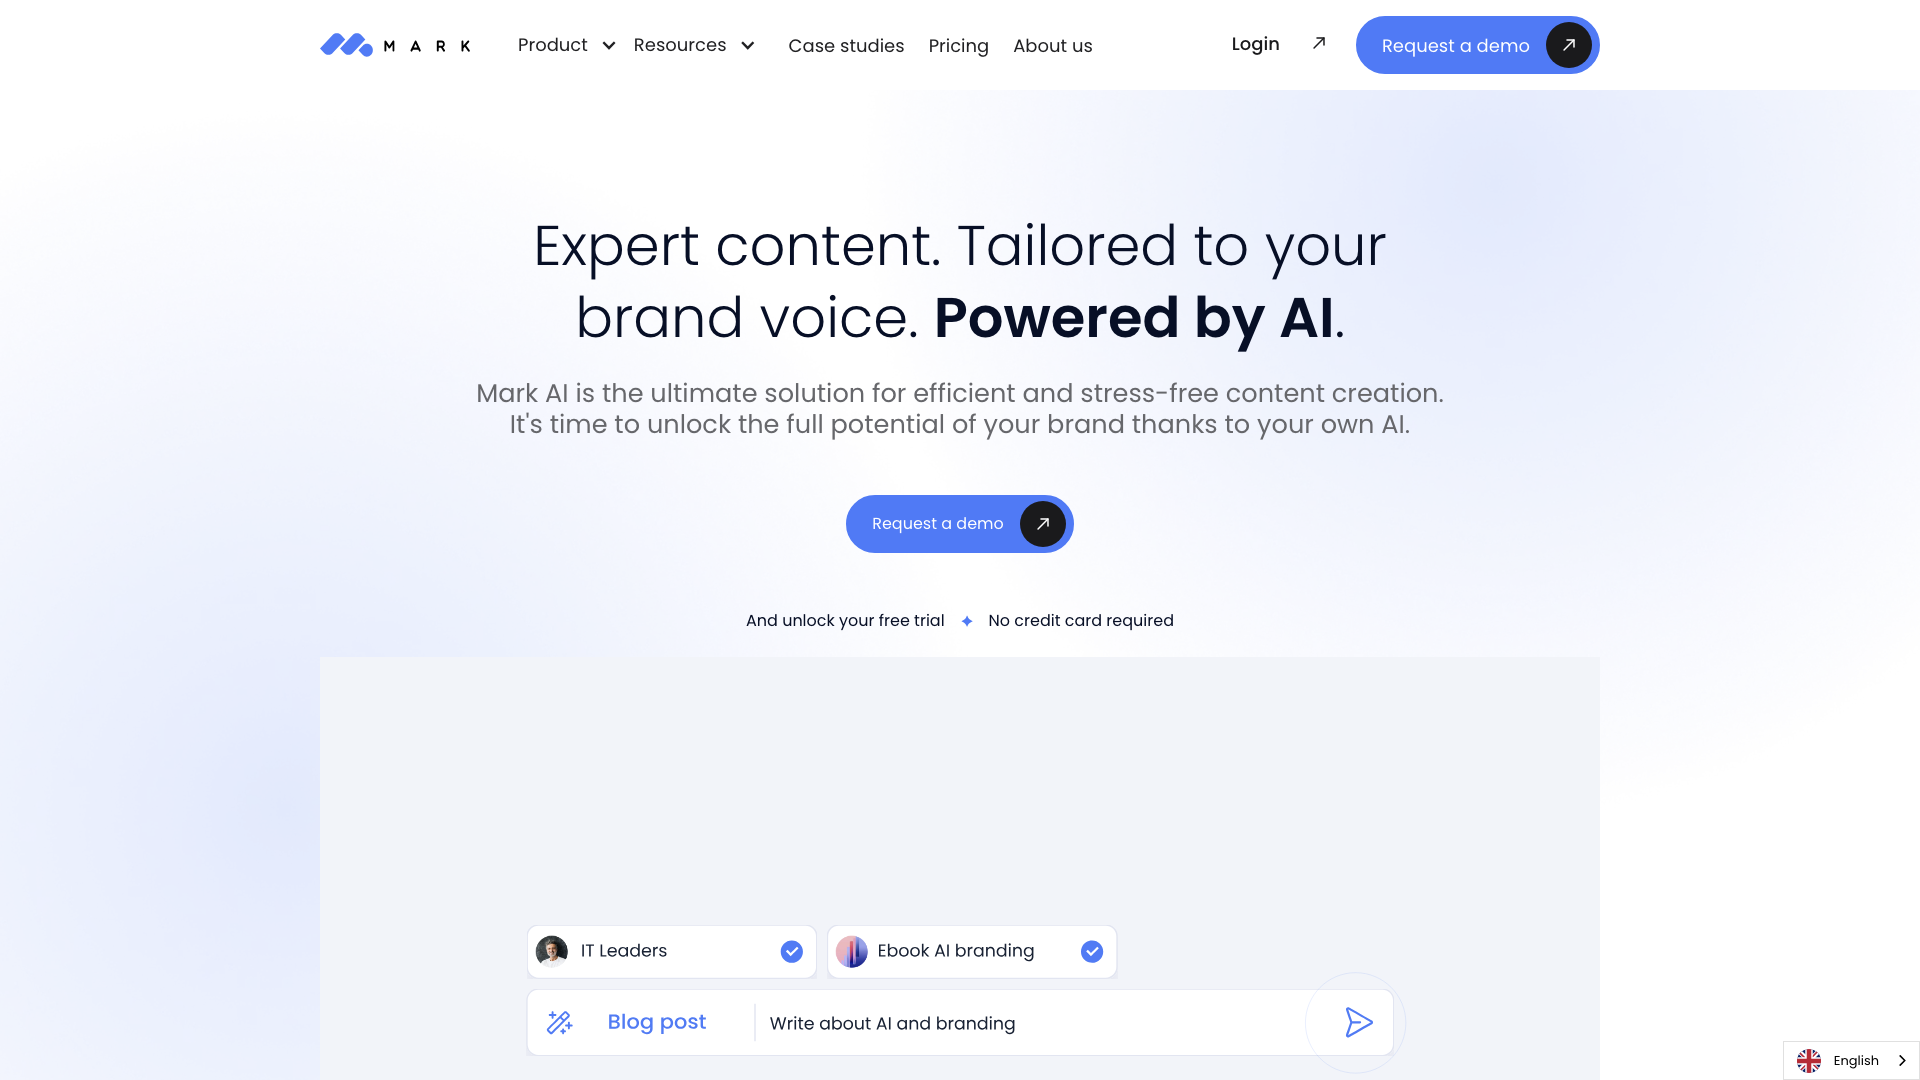 MARK
Product
Resources
Case studies
Pricing
About us
Login
Request a demo
Expert content. Tailored to your
brand voice. Powered by AI.
Mark AI is the ultimate solution for efficient and stress-free content creation.
It's time to unlock the full potential of your brand thanks to your own AI.
Request a demo
And unlock your free trial
No credit card required
IT Leaders
Ebook AI branding
Blog post
Write about AI and branding
English